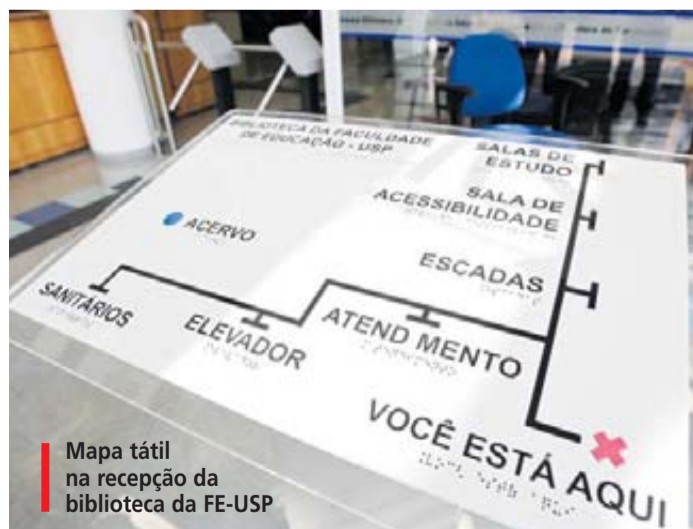 BIBLIOTECA DA FACULDADE
DE EDUCAÇÃO - USP
SALAS DE
ESTUDO
SALA DE
ACESSIBILIDADE
ACERVO
ESCADAS
SANITÁRIOS
ELEVADOR
ATEND MENTO
VOCÊ ESTÁ AQUI
Mapa tátil
na recepção da
biblioteca da FE-USP